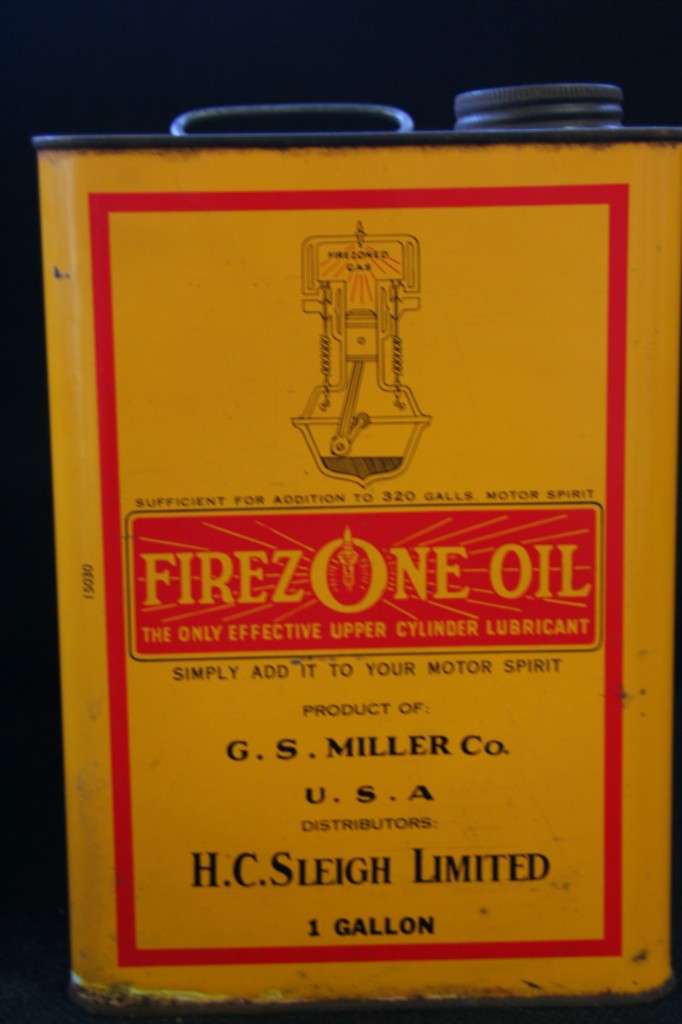 FIREZONED
GAS
SUFFICIENT FOR ADDITION TO 320 GALLS. MOTOR SPIRIT
FIREZONE OIL
THE ONLY EFFECTIVE UPPER CYLINDER LUBRICANT
15030
SIMPLY ADD IT TO YOUR MOTOR SPIRIT
PRODUCT OF:
G. S. MILLER Co.
U. S. A
DISTRIBUTORS:
H.C. SLEIGH LIMITED
1 GALLON